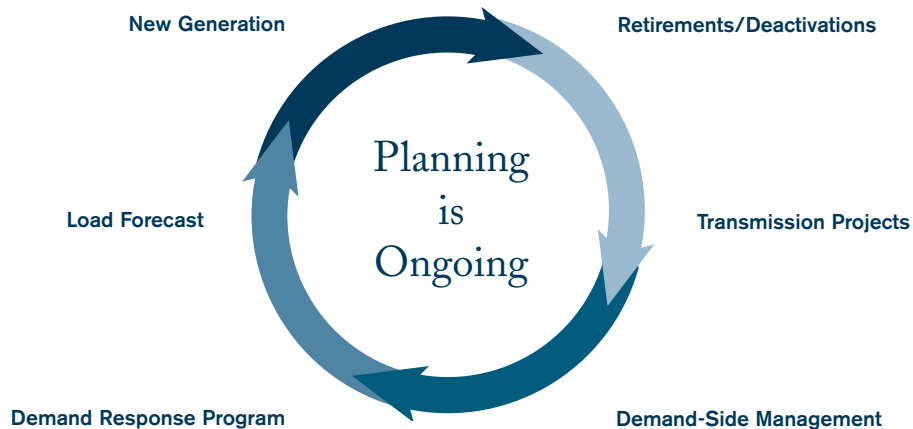 New Generation
Retirements/Deactivations
Planning
is
Ongoing
Load Forecast
Transmission Projects
Demand Response Program
Demand-Side Management